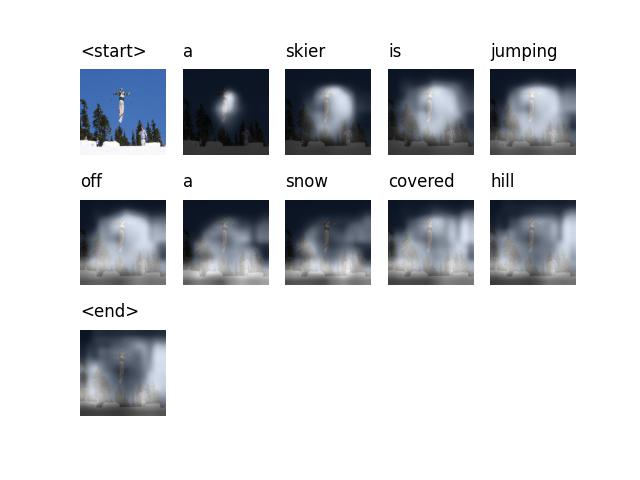 <start> a skier is jumping
off a snow covered hill
<end>